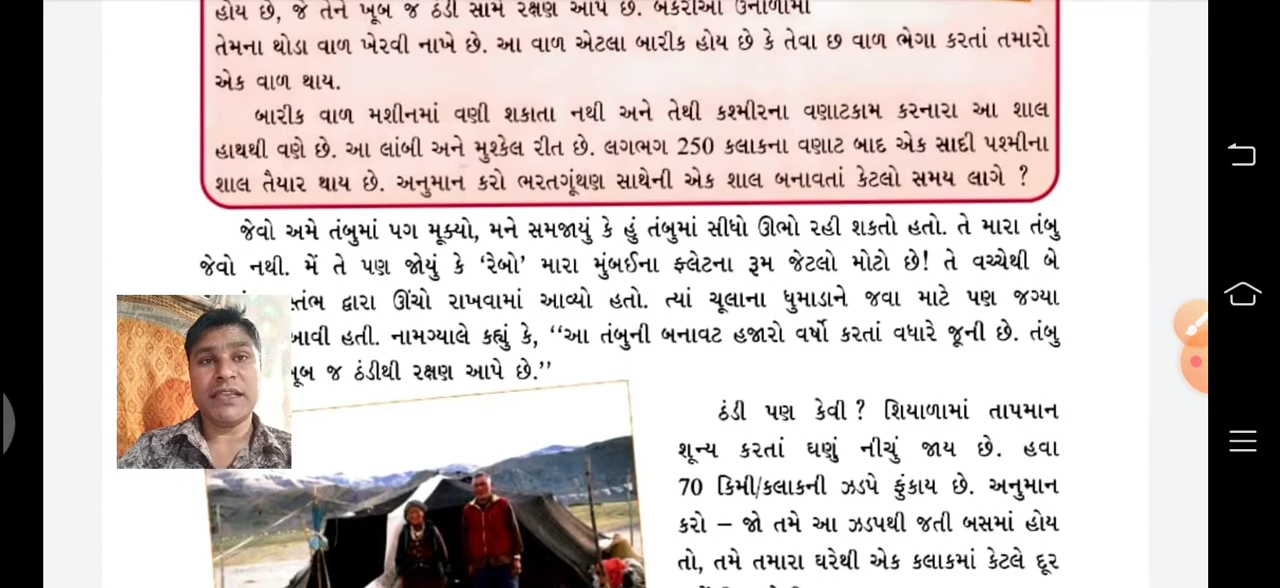 હોય છે, જે તેને ખૂબ જ ઠંડી સામે રક્ષણ આપે છે. બકરીઓ ઉનાળામાં
તેમના થોડા વાળ ખેરવી નાખે છે. આ વાળ એટલા બારીક હોય છે કે તેવા છ વાળ ભેગા કરતાં તમારો
એક વાળ થાય.
બારીક વાળ મશીનમાં વણી શકાતા નથી અને તેથી કશ્મીરના વણાટકામ કરનારા આ શાલ
હાથથી વણે છે. આ લાંબી અને મુશ્કેલ રીત છે. લગભગ 250 કલાકના વણાટ બાદ એક સાદી પશ્મીના
શાલ તૈયાર થાય છે. અનુમાન કરો ભરતગૂંથણ સાથેની એક શાલ બનાવતાં કેટલો સમય લાગે ?
જેવો અમે તંબુમાં પગ મૂક્યો, મને સમજાયું કે હું તંબુમાં સીધો ઊભો રહી શકતો હતો. તે મારા તંબુ
જેવો નથી. મેં તે પણ જોયું કે ‘રેબો’ મારા મુંબઈના ફ્લેટના રૂમ જેટલો મોટો છે! તે વચ્ચેથી બે
દ્વારા ઊંચો રાખવામાં આવ્યો હતો. ત્યાં ચૂલાના ધુમાડાને જવા માટે પણ જગ્યા
આવી હતી. નામગ્યાલે કહ્યું કે, “આ તંબુની બનાવટ હજારો વર્ષો કરતાં વધારે જૂની છે. તંબુ
જ ઠંડીથી રક્ષણ આપે છે.”
ઠંડી પણ કેવી ? શિયાળામાં તાપમાન
શૂન્ય કરતાં ઘણું નીચું જાય છે. હવા
70 કિમી/કલાકની ઝડપે ફુંકાય છે. અનુમાન
કરો – જો તમે આ ઝડપથી જતી બસમાં હોય
તો, તમે તમારા ઘરેથી એક કલાકમાં કેટલે દૂર